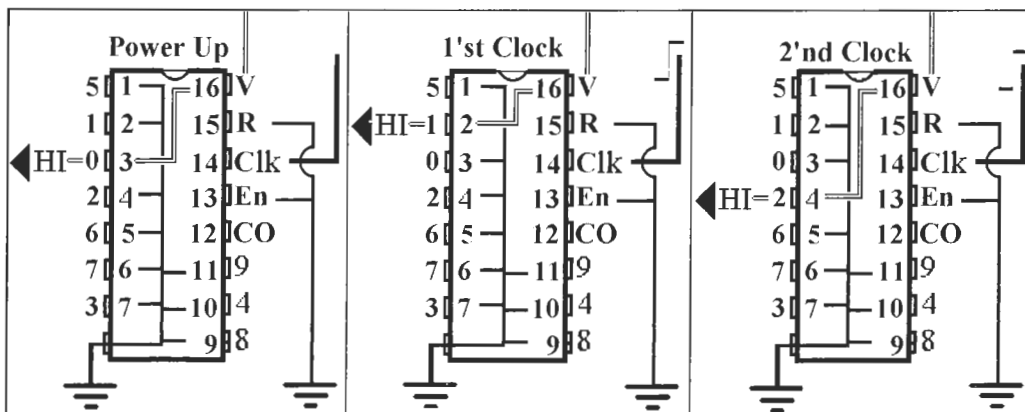 Power Up
5 1 16 V
1 2 15 R
HI=0 3 14 Clk
2 4 13 En
6 5 12 CO
7 6 11 9
3 7 10 4
9 8
1'st Clock
5 1 16 V
HI=1 2 15 R
0 3 14 Clk
2 4 13 En
6 5 12 CO
7 6 11 9
3 7 10 4
9 8
2'nd Clock
5 1 16 V
1 2 15 R
0 3 14 Clk
HI=2 4 13 En
6 5 12 CO
7 6 11 9
3 7 10 4
9 8